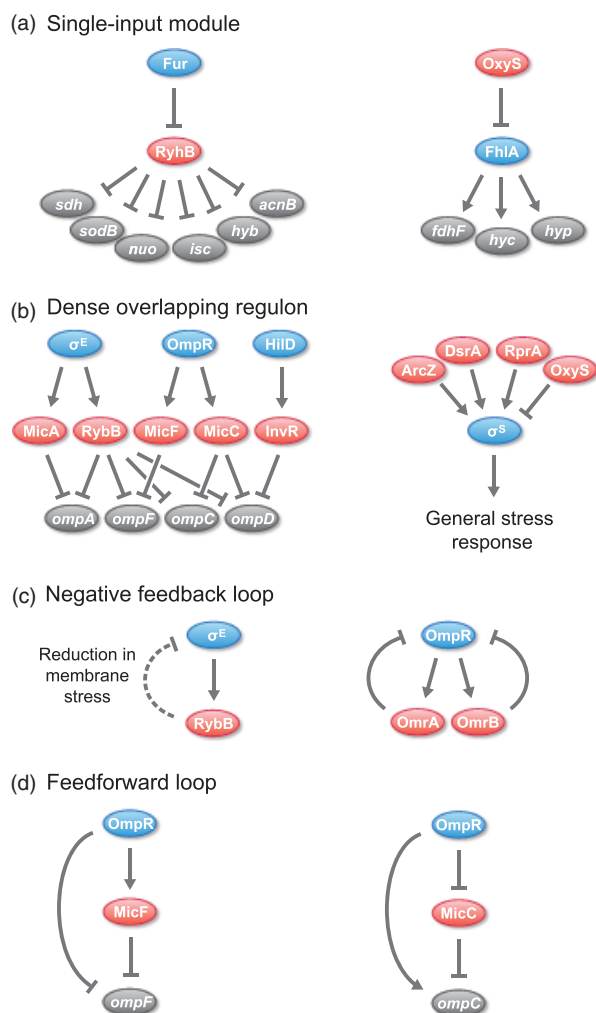 (a) Single-input module
Fur
OxyS
RyhB
FhlA
sdh
sodB
nuo
isc
hyb
acnB
fdhF
hyc
hyp
(b) Dense overlapping regulon
σE
OmpR
HilD
MicA
RybB
MicF
MicC
InvR
ompA
ompF
ompC
ompD
ArcZ
DsrA
RprA
OxyS
σS
General stress
response
(c) Negative feedback loop
σE
Reduction in
membrane
stress
RybB
OmpR
OmrA
OmrB
(d) Feedforward loop
OmpR
MicF
ompF
OmpR
MicC
ompC